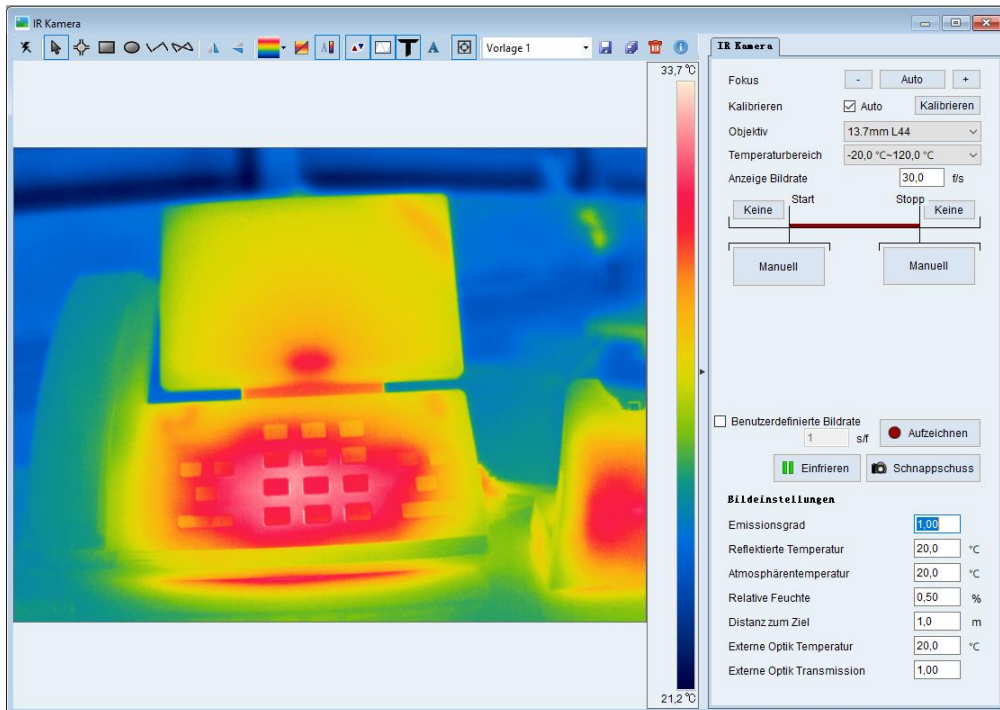 IR Kamera
A
Vorlage 1
IR Kamera
33,7 °C
Fokus
-
Auto
+
Kalibrieren
Auto
Kalibrieren
Objektiv
13.7mm L44
Temperaturbereich
-20,0 °C~120,0 °C
Anzeige Bildrate
30,0
f/s
Start
Stopp
Keine
Keine
Manuell
Manuell
Benutzerdefinierte Bildrate
1
s/f
Aufzeichnen
Einfrieren
Schnappschuss
Bildeinstellungen
Emissionsgrad
1,00
Reflektierte Temperatur
20,0
°C
Atmosphärentemperatur
20,0
°C
Relative Feuchte
0,50
%
Distanz zum Ziel
1,0
m
Externe Optik Temperatur
20,0
°C
Externe Optik Transmission
1,00
21,2 °C